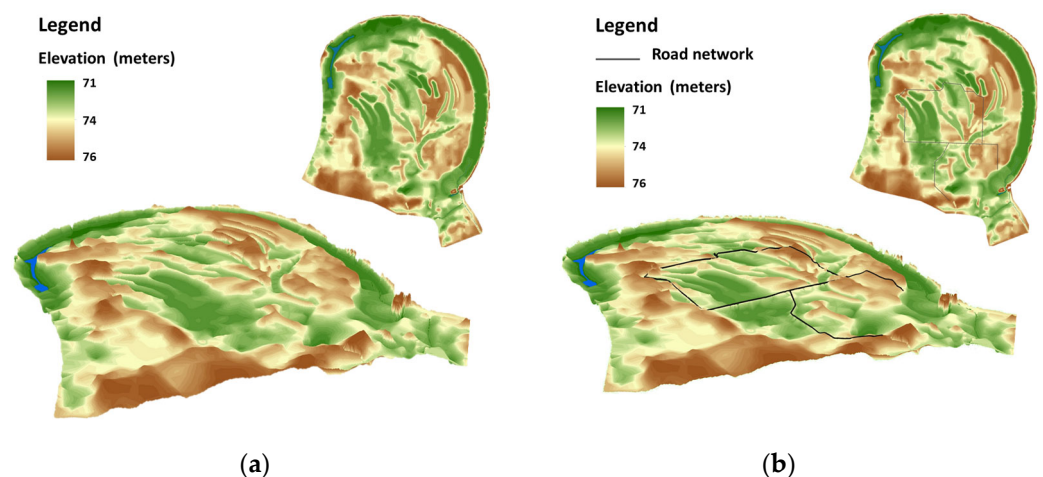 Legend
Elevation (meters)
71
74
76
(a)
Legend
Road network
Elevation (meters)
71
74
76
(b)